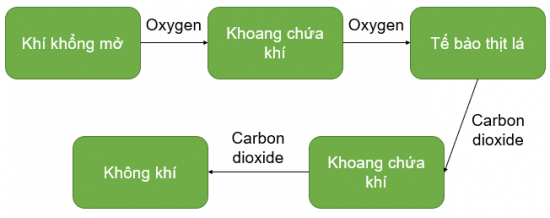 Khí khổng mở
Oxygen
Khoang chứa
khí
Oxygen
Tế bào thịt lá
Carbon
dioxide
Khoang chứa
khí
Carbon
dioxide
Không khí